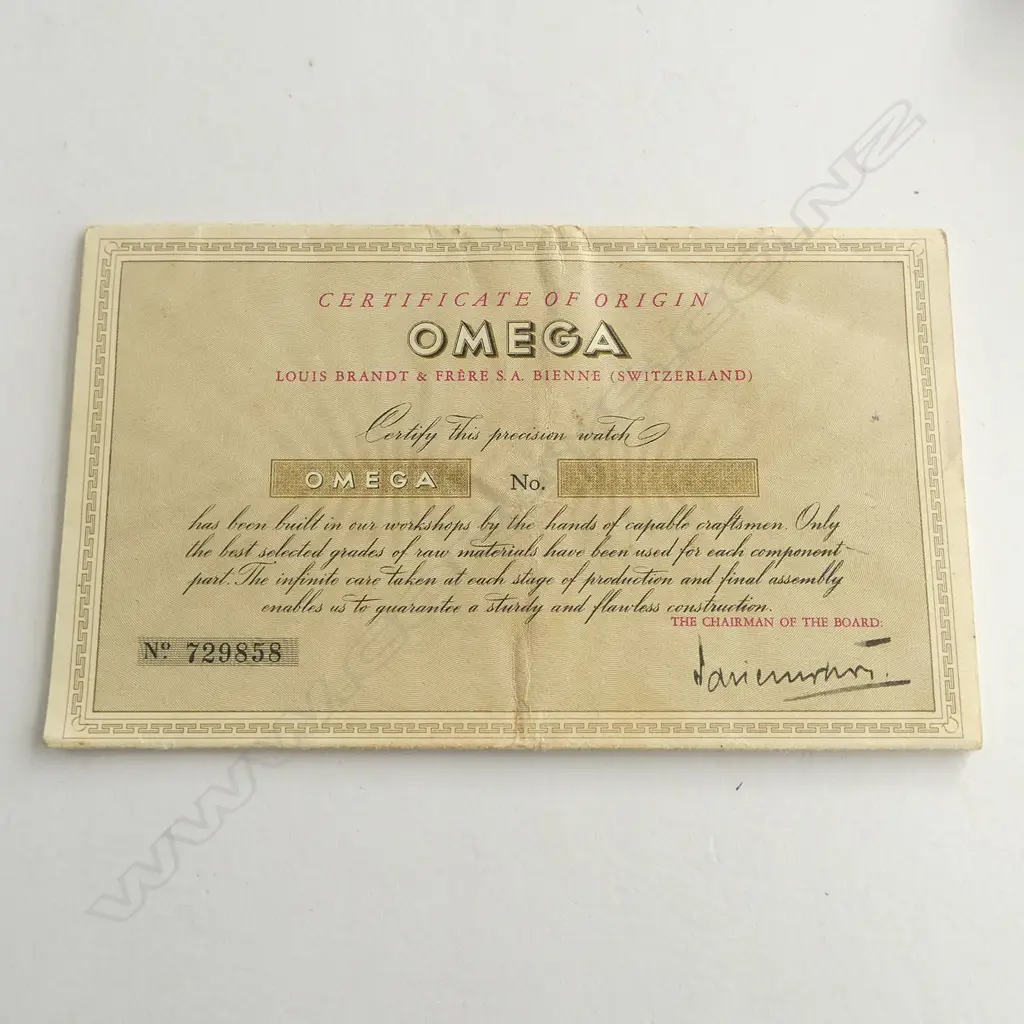 CERTIFICATE OF ORIGIN
OMEGA
LOUIS BRANDT & FRÈRE S.A. BIENNE (SWITZERLAND)
Certify this precision watch
OMEGA No.
has been built in our workshops by the hands of capable craftsmen. Only
the best selected grades of raw materials have been used for each component
part. The infinite care taken at each stage of production and final assembly
enables us to guarantee a sturdy and flawless construction.
THE CHAIRMAN OF THE BOARD:
Nº 729858